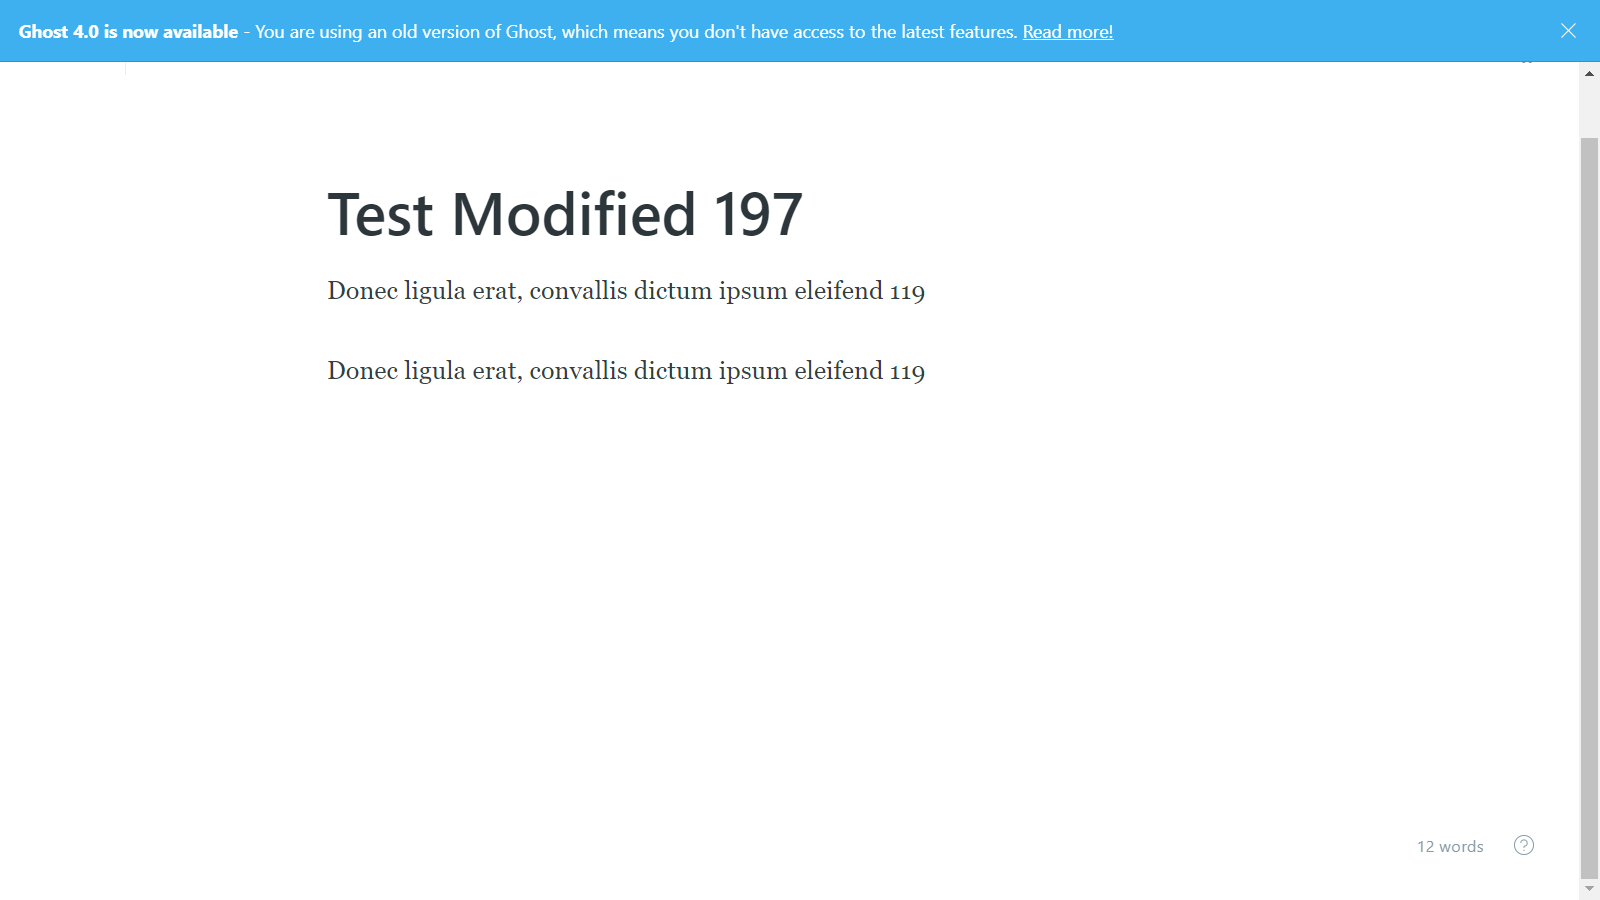 Ghost 4.0 is now available - You are using an old version of Ghost, which means you don't have access to the latest features. Read more!
Test Modified 197
Donec ligula erat, convallis dictum ipsum eleifend 119
Donec ligula erat, convallis dictum ipsum eleifend 119
12 words
?